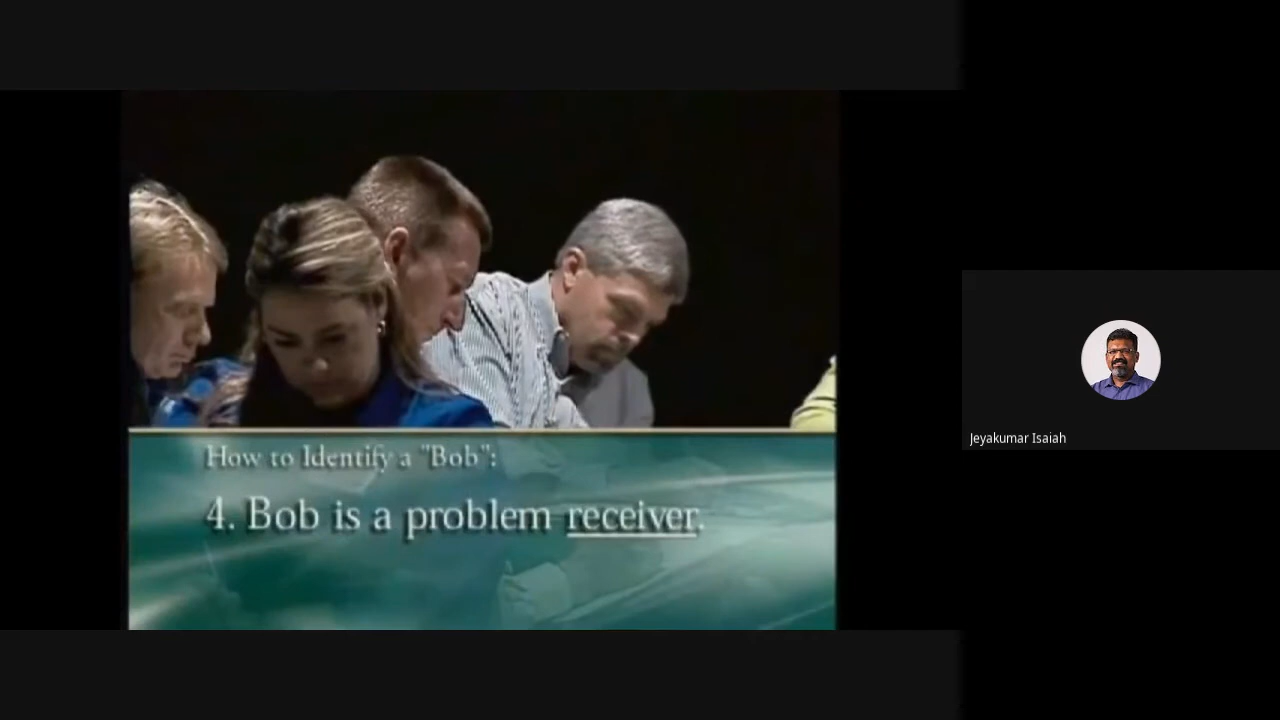 How to Identify a "Bob":
4. Bob is a problem receiver.
Jeyakumar Isaiah